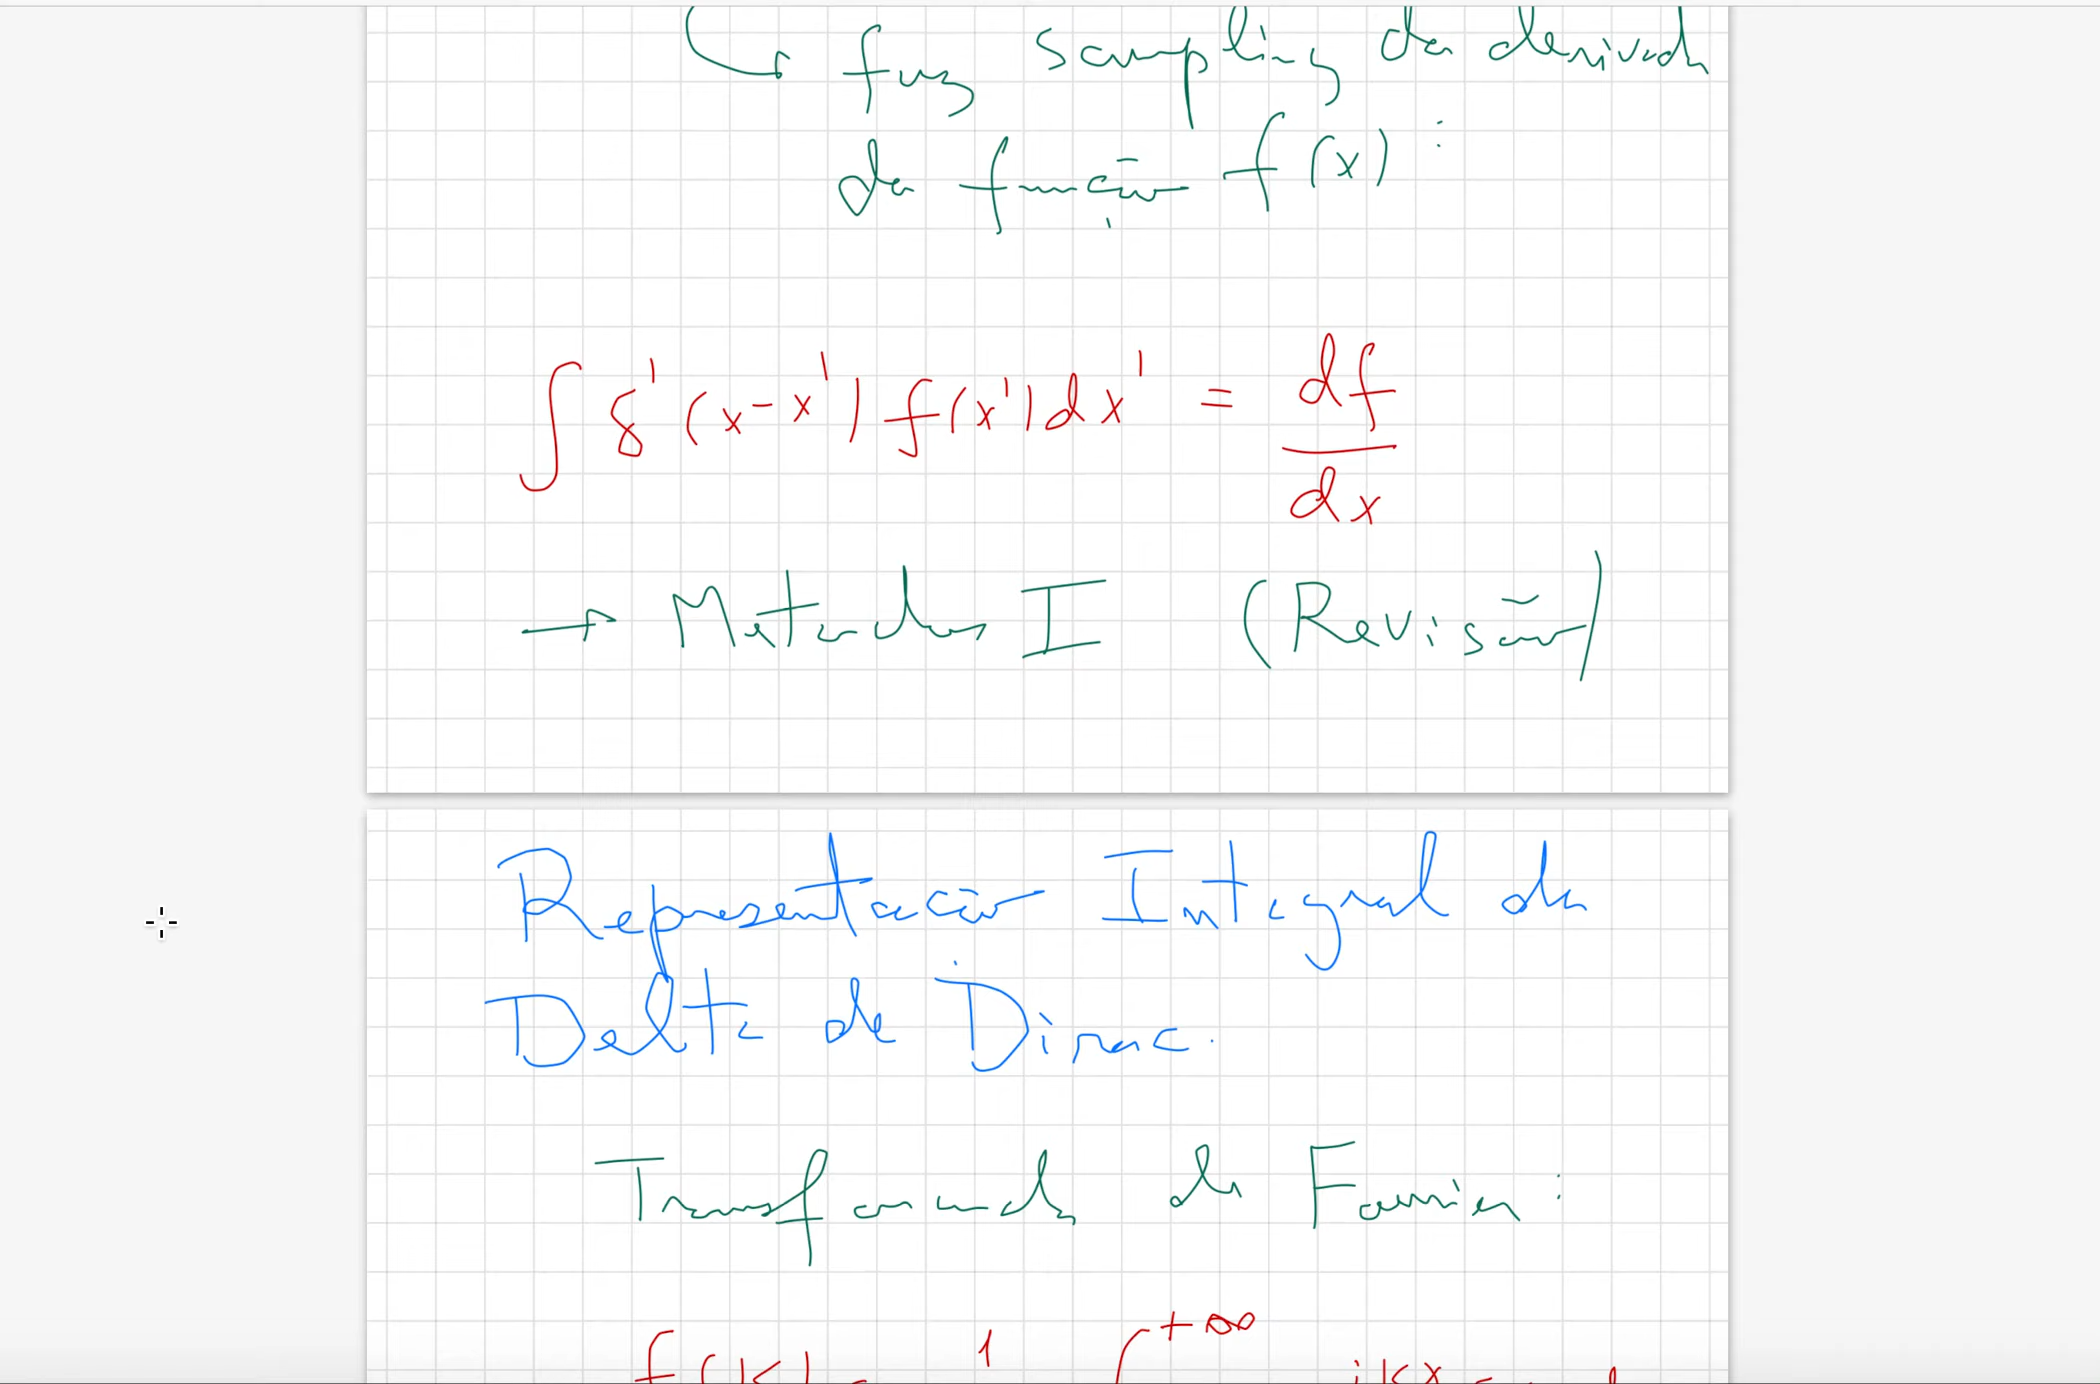 ↳ faz sampling da derivada
da função f(x):
∫ δ'(x-x') f(x')dx' = df/dx
→ Métodos I (Revisão)
Representação Integral da
Delta de Dirac.
Transformada de Fourier: